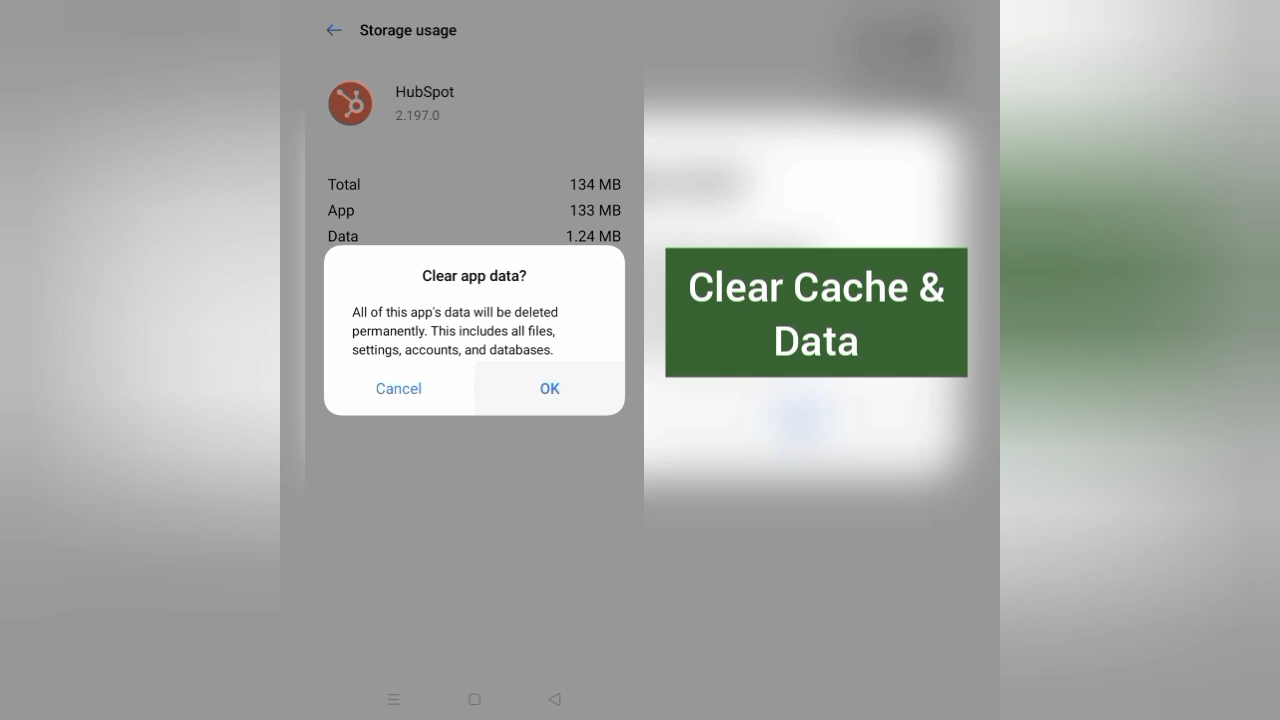 Storage usage
HubSpot
2.197.0
Total 134 MB
App 133 MB
Data 1.24 MB
Clear app data?
All of this app's data will be deleted
permanently. This includes all files,
settings, accounts, and databases.
Cancel OK
Clear Cache &
Data